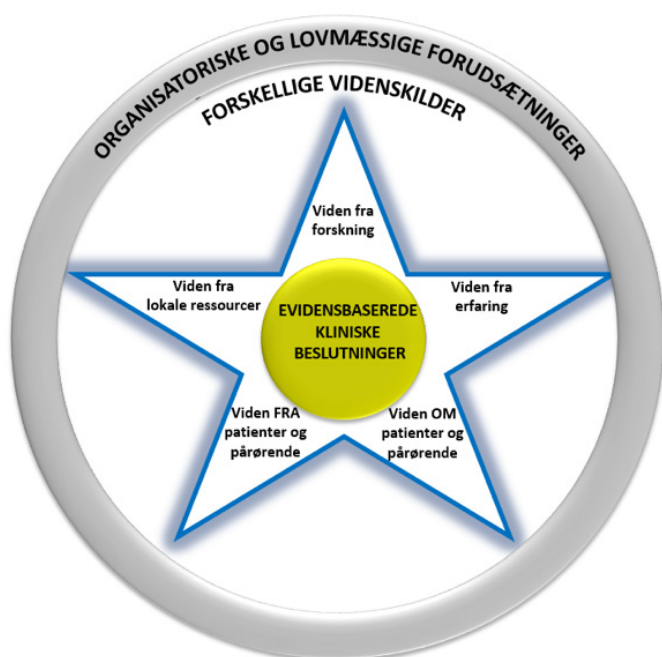 ORGANISATORISKE OG LOVMÆSSIGE FORUDSÆTNINGER
FORSKELLIGE VIDENSKILDER
Viden fra
forskning
Viden fra
lokale ressourcer
Viden fra
erfaring
EVIDENSBASEREDE
KLINISKE
BESLUTNINGER
Viden FRA
patienter og
pårørende
Viden OM
patienter og
pårørende